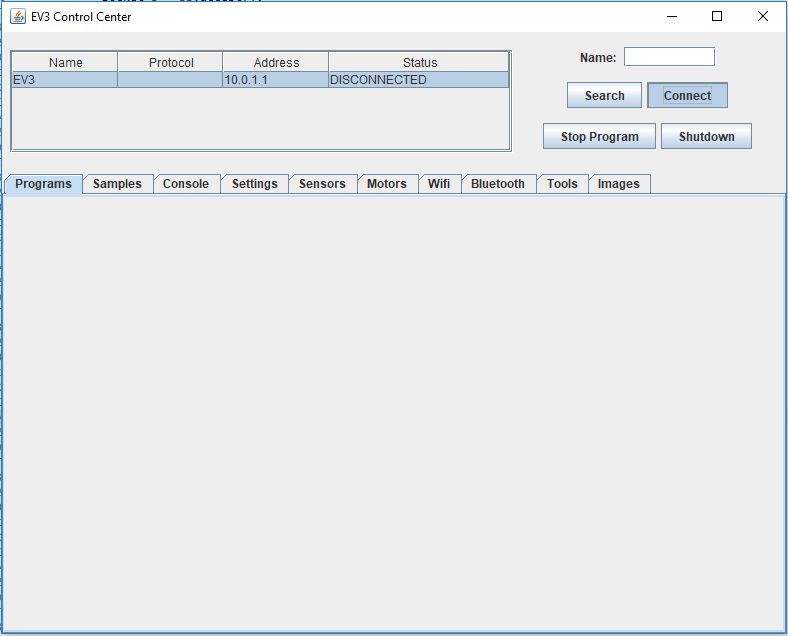 EV3 Control Center
Name:
Name Protocol Address Status
EV3 10.0.1.1 DISCONNECTED
Search Connect
Stop Program Shutdown
Programs Samples Console Settings Sensors Motors Wifi Bluetooth Tools Images